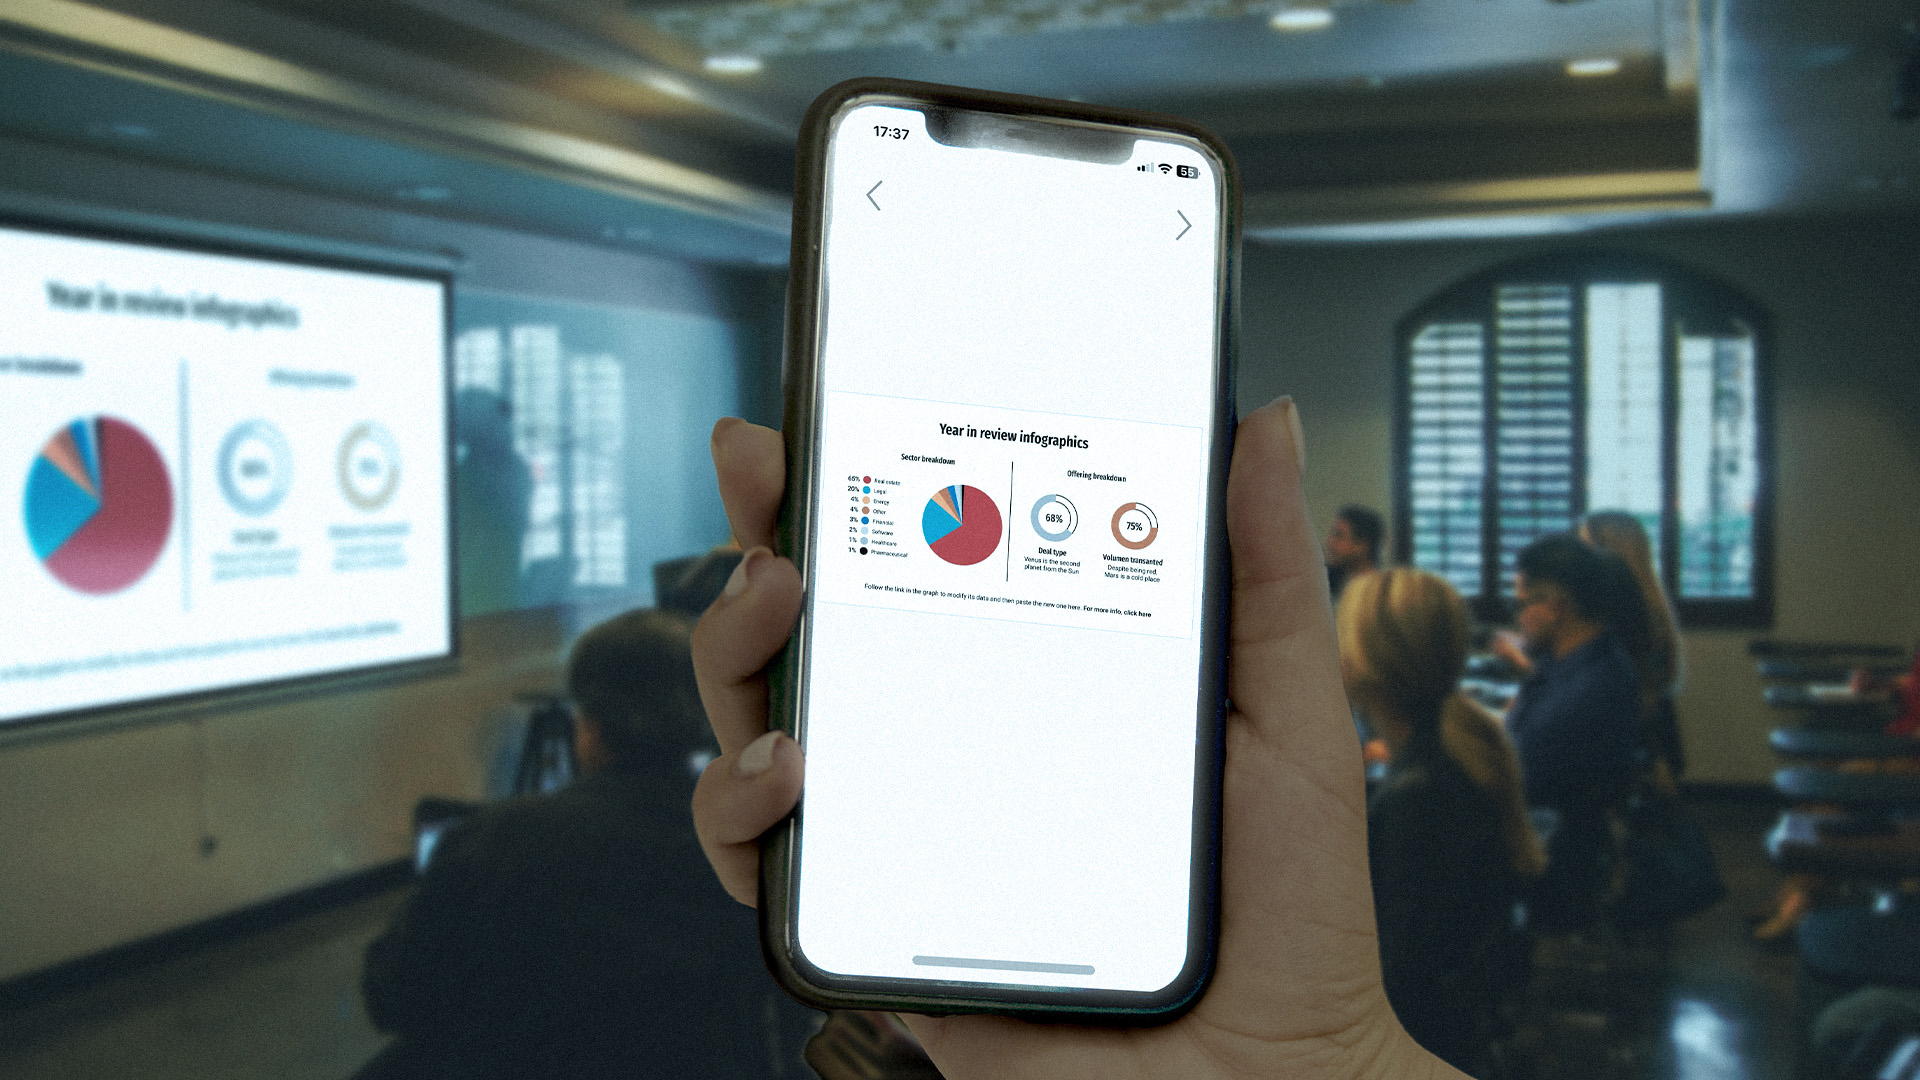 17:37
55
Year in review infographics
Sector breakdown
65% Real estate
20% Legal
4% Energy
4% Other
3% Financial
2% Software
1% Healthcare
1% Pharmaceutical
Offering breakdown
68%
Deal type
Venus is the second
planet from the Sun
75%
Volumen transanted
Despite being red,
Mars is a cold place
Follow the link in the graph to modify its data and then paste the new one here. For more info, click here
Year in review infographics
breakdown